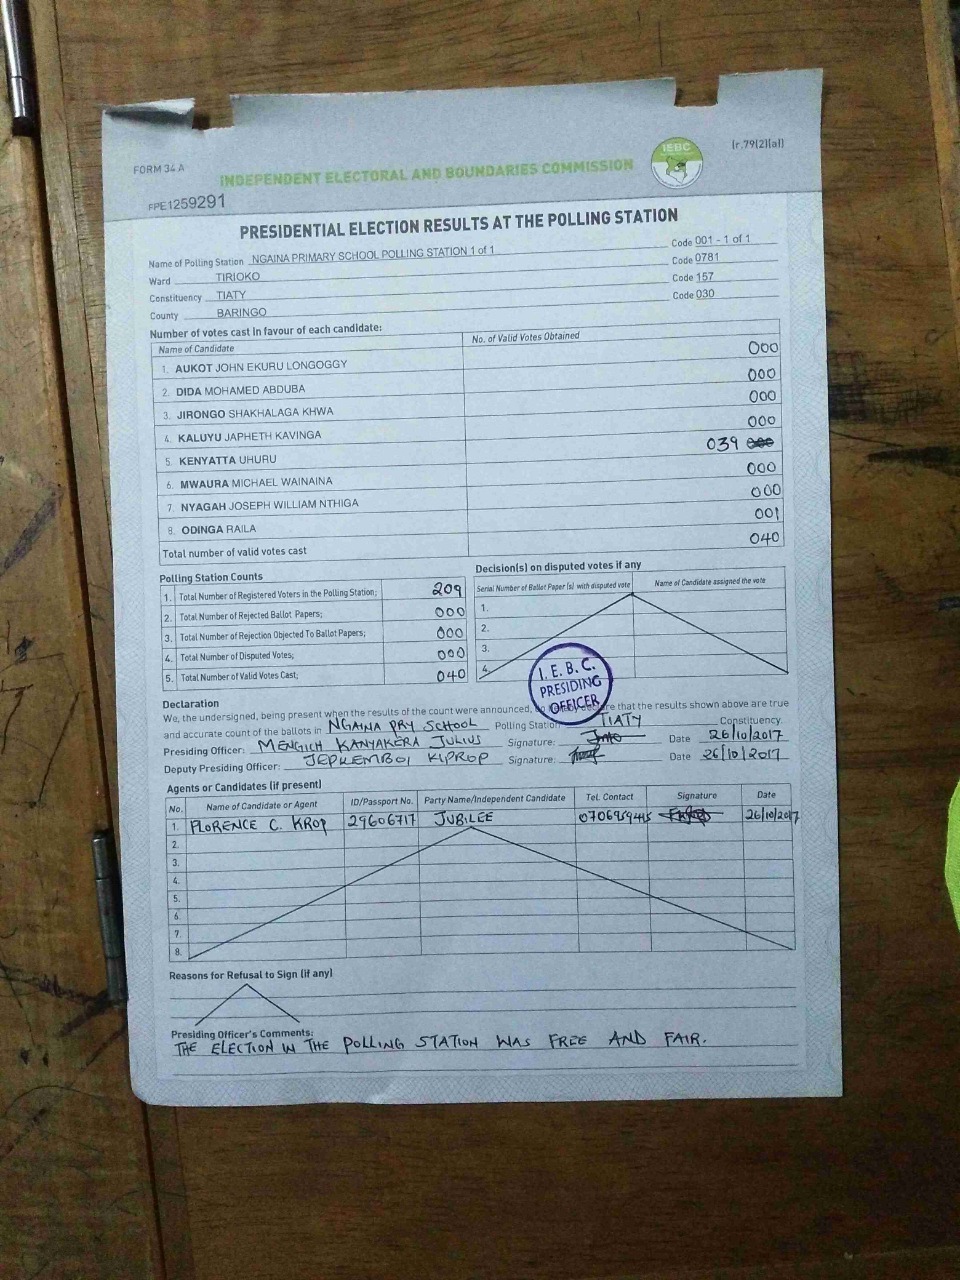 FORM 34 A
(r.79(2)(a))
INDEPENDENT ELECTORAL AND BOUNDARIES COMMISSION
IEBC
FPE1259291
PRESIDENTIAL ELECTION RESULTS AT THE POLLING STATION
Name of Polling Station NGAINA PRIMARY SCHOOL POLLING STATION 1 of 1 Code 001 - 1 of 1
Ward TIRIOKO Code 0781
Constituency TIATY Code 157
County BARINGO Code 030
Number of votes cast in favour of each candidate:
Name of Candidate No. of Valid Votes Obtained
1. AUKOT JOHN EKURU LONGOGGY 000
2. DIDA MOHAMED ABDUBA 000
3. JIRONGO SHAKHALAGA KHWA 000
4. KALUYU JAPHETH KAVINGA 000
5. KENYATTA UHURU 039
6. MWAURA MICHAEL WAINAINA 000
7. NYAGAH JOSEPH WILLIAM NTHIGA 000
8. ODINGA RAILA 001
Total number of valid votes cast 040
Polling Station Counts
1. Total Number of Registered Voters in the Polling Station; 209
2. Total Number of Rejected Ballot Papers; 000
3. Total Number of Rejection Objected To Ballot Papers; 000
4. Total Number of Disputed Votes; 000
5. Total Number of Valid Votes Cast; 040
Decision(s) on disputed votes if any
Serial Number of Ballot Paper (s) with disputed vote Name of Candidate assigned the vote
1.
2.
3.
4.
I.E.B.C.
PRESIDING
OFFICER
Declaration
We, the undersigned, being present when the results of the count were announced, do declare that the results shown above are true
and accurate count of the ballots in NGAINA PRY SCHOOL Polling Station TIATY Constituency.
Presiding Officer: MENGICH KANYAKERA JULIUS Signature: Date 26/10/2017
Deputy Presiding Officer: JEPKEMBOI KIPROP Signature: Date 26/10/2017
Agents or Candidates (if present)
No. Name of Candidate or Agent ID/Passport No. Party Name/Independent Candidate Tel. Contact Signature Date
1. FLORENCE C. KROP 29606717 JUBILEE 26/10/2017
2.
3.
4.
5.
6.
7.
8.
Reasons for Refusal to Sign (if any)
Presiding Officer's Comments:
THE ELECTION IN THE POLLING STATION WAS FREE AND FAIR.